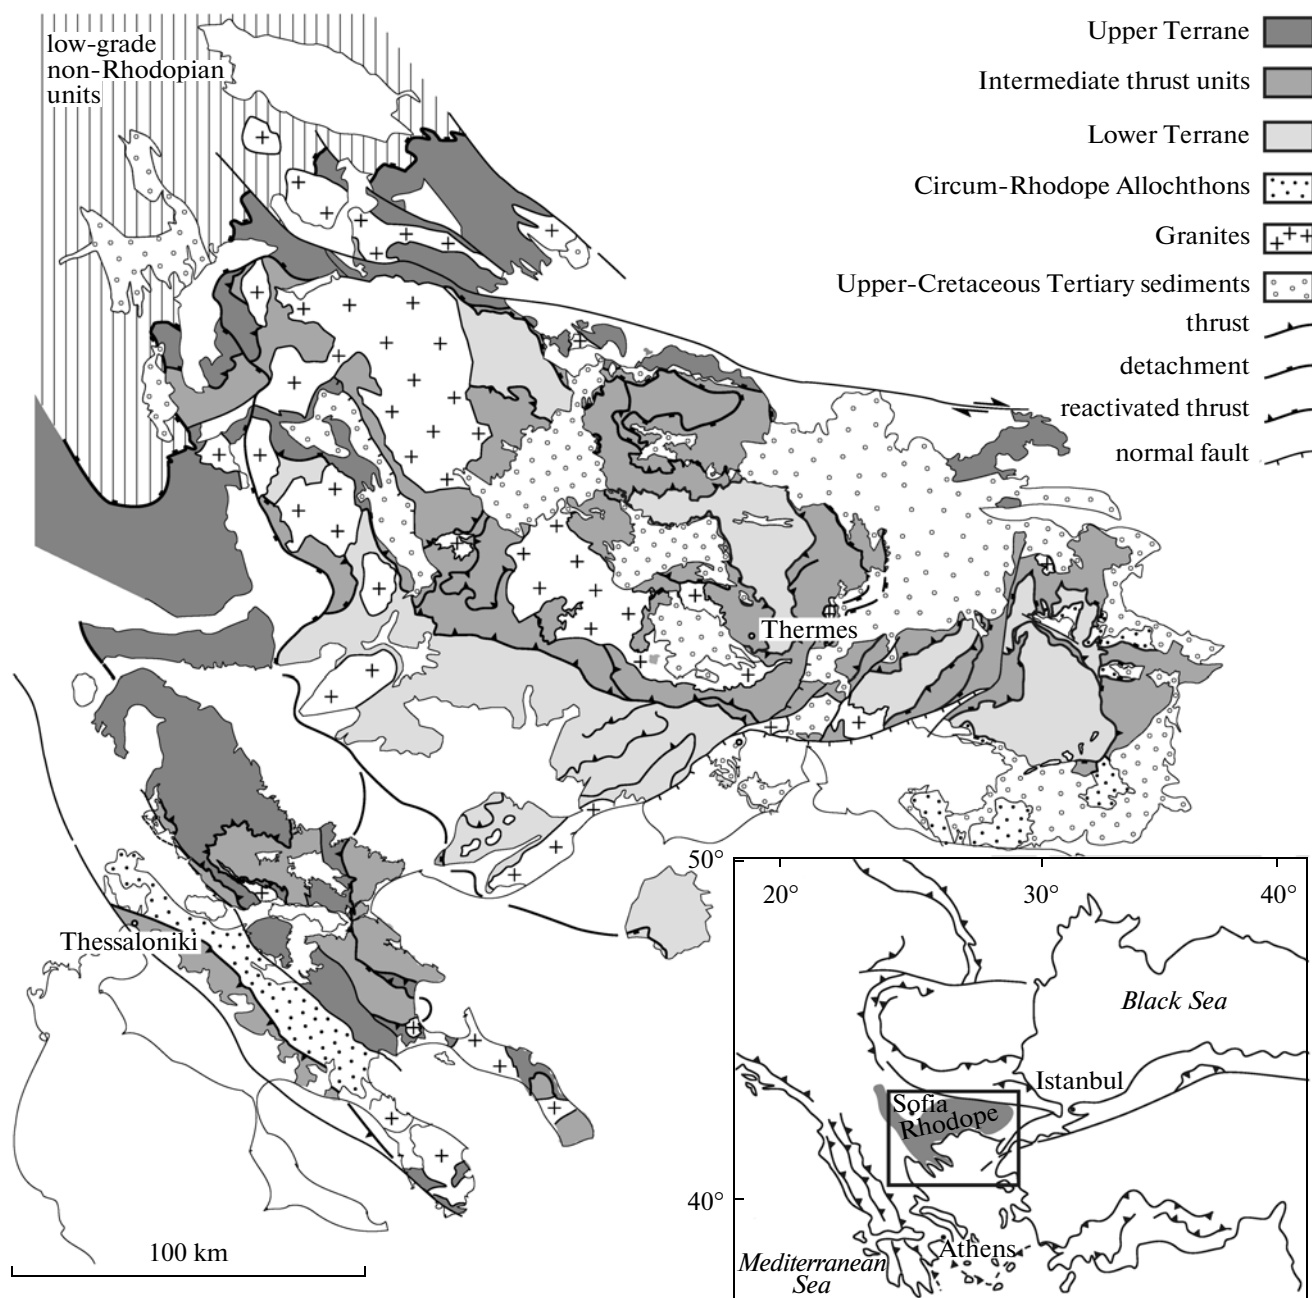 low-grade
non-Rhodopian
units
Upper Terrane
Intermediate thrust units
Lower Terrane
Circum-Rhodope Allochthons
Granites
Upper-Cretaceous Tertiary sediments
thrust
detachment
reactivated thrust
normal fault
Thermes
Thessaloniki
100 km
50°
20°
30°
40°
Black Sea
Istanbul
Sofia
Rhodope
40°
Athens
Mediterranean
Sea